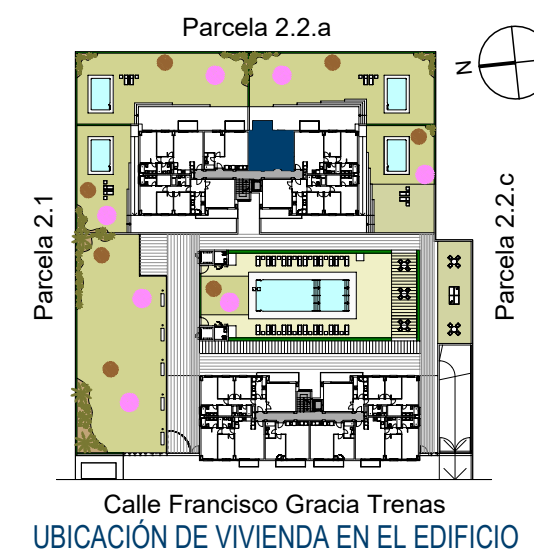 Parcela 2.2.a
N
Parcela 2.1
Parcela 2.2.c
Calle Francisco Gracia Trenas
UBICACIÓN DE VIVIENDA EN EL EDIFICIO